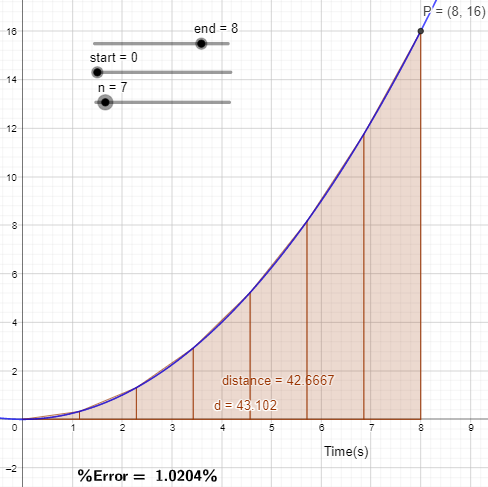 P = (8, 16)
end = 8
start = 0
n = 7
16
14
12
10
8
6
4
2
distance = 42.6667
d = 43.102
0 1 2 3 4 5 6 7 8 9
Time(s)
−2
%Error = 1.0204%